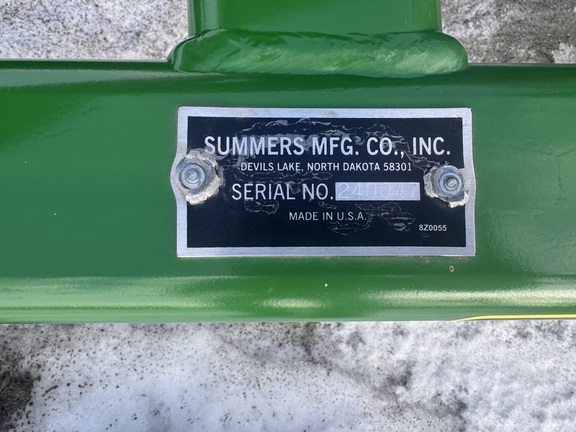 SUMMERS MFG. CO., INC.
DEVILS LAKE, NORTH DAKOTA 58301
SERIAL NO.
MADE IN U.S.A.
8Z0055